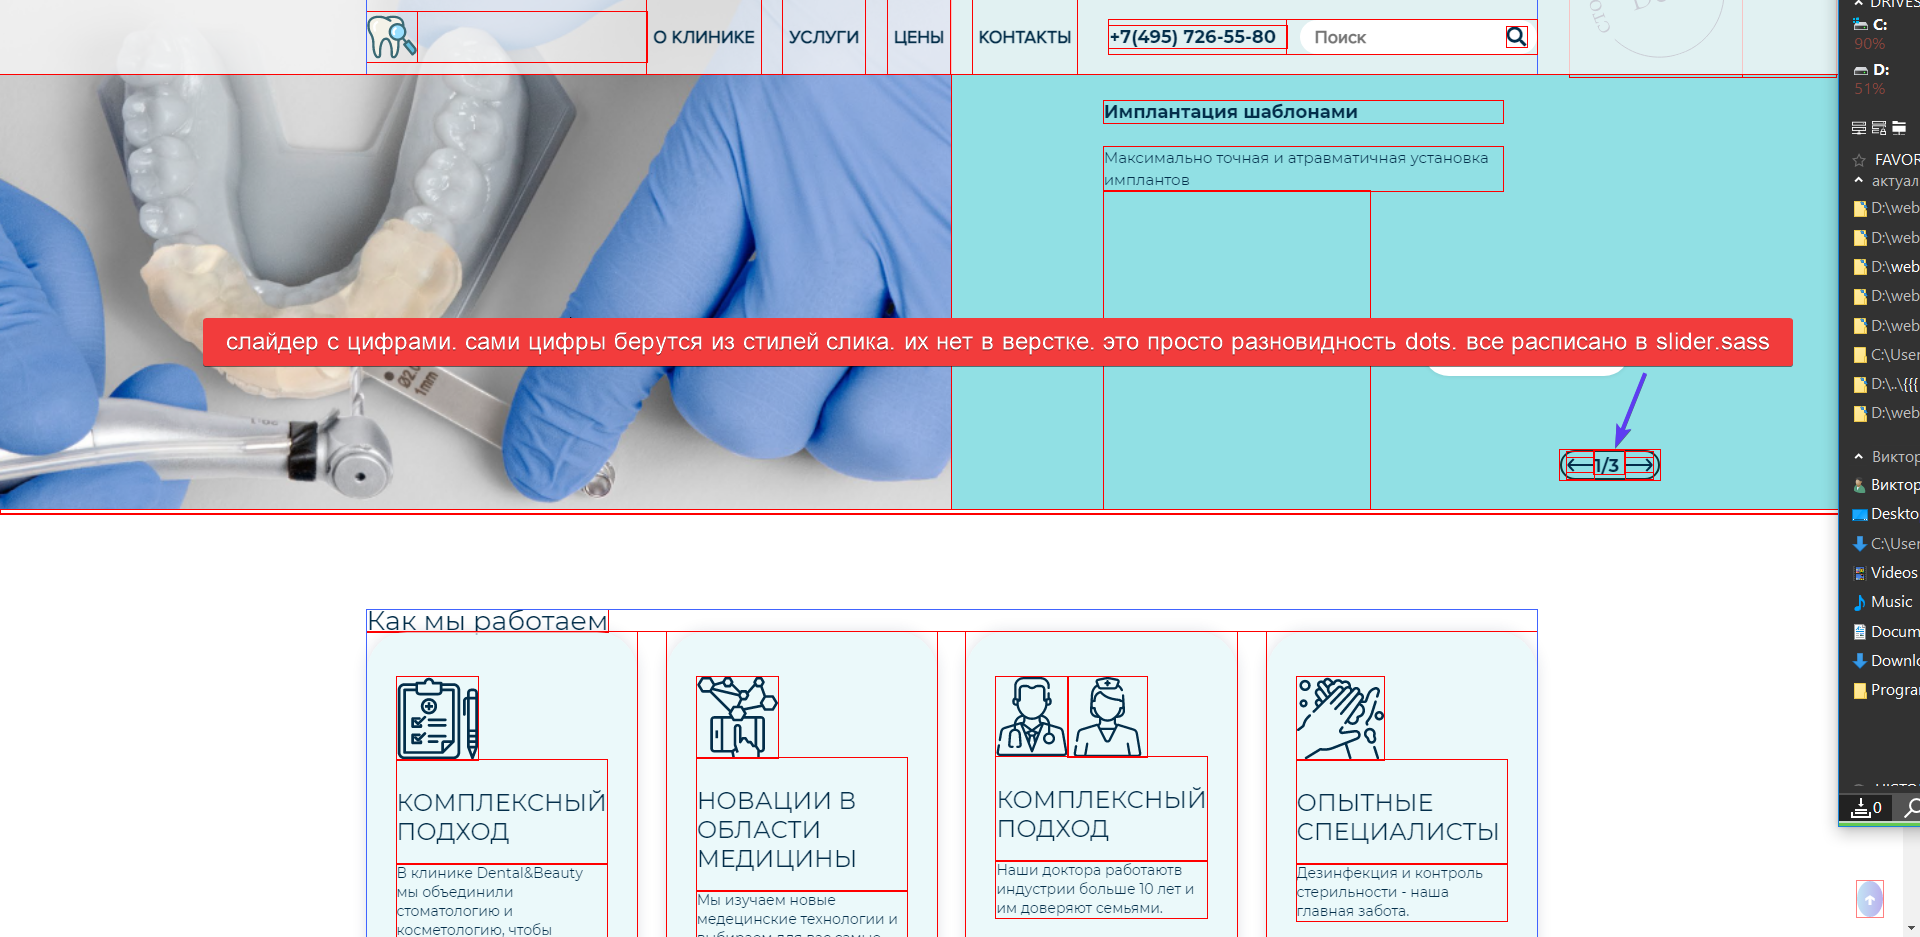 О КЛИНИКЕ
УСЛУГИ
ЦЕНЫ
КОНТАКТЫ
+7(495) 726-55-80
Поиск
СТО
Имплантация шаблонами
Максимально точная и атравматичная установка
имплантов
слайдер с цифрами. сами цифры берутся из стилей слика. их нет в верстке. это просто разновидность dots. все расписано в slider.sass
1/3
1mm
Как мы работаем
КОМПЛЕКСНЫЙ
ПОДХОД
В клинике Dental&Beauty
мы объединили
стоматологию и
косметологию, чтобы
НОВАЦИИ В
ОБЛАСТИ
МЕДИЦИНЫ
Мы изучаем новые
медецинские технологии и
КОМПЛЕКСНЫЙ
ПОДХОД
Наши доктора работаютв
индустрии больше 10 лет и
им доверяют семьями.
ОПЫТНЫЕ
СПЕЦИАЛИСТЫ
Дезинфекция и контроль
стерильности - наша
главная забота.
DRIVES
C:
90%
D:
51%
FAVOR
актуал
D:\web
D:\web
D:\web
D:\web
D:\web
C:\User
D:\..\{{{
D:\web
Виктор
Виктор
Deskto
C:\User
Videos
Music
Docum
Downlo
Progra
0